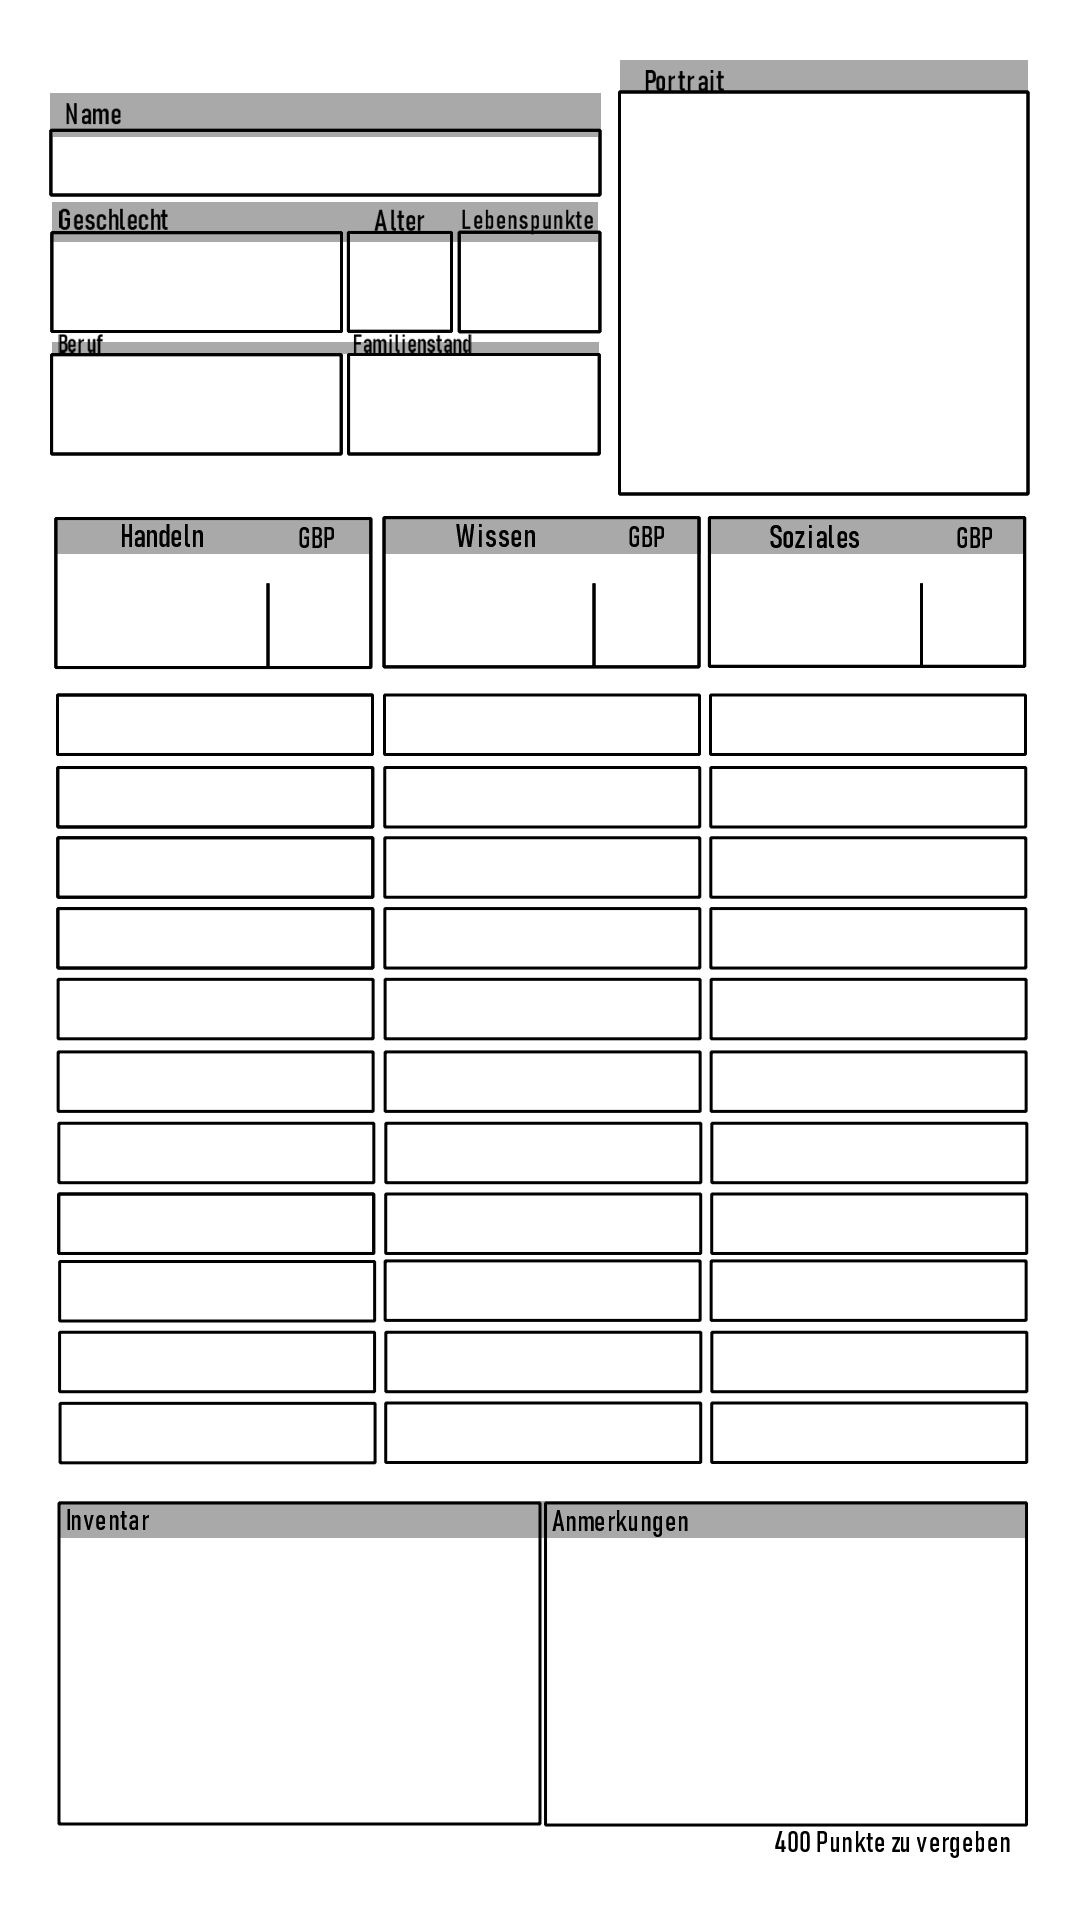 Portrait
Name
Geschlecht Alter Lebenspunkte
Beruf Familienstand
Handeln GBP Wissen GBP Soziales GBP
Inventar Anmerkungen
400 Punkte zu vergeben